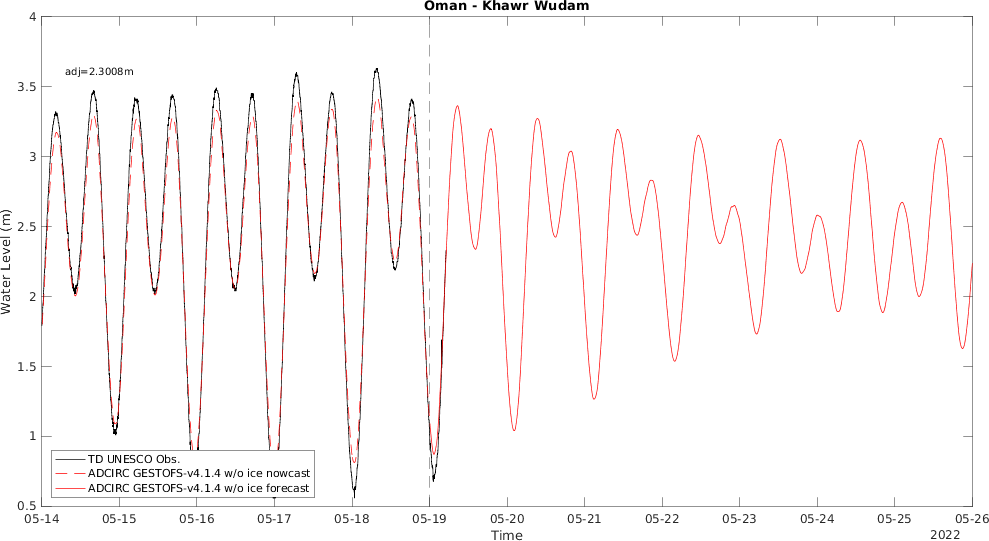 Oman - Khawr Wudam
4
3.5
3
2.5
2
1.5
1
0.5
Water Level (m)
adj=2.3008m
TD UNESCO Obs.
ADCIRC GESTOFS-v4.1.4 w/o ice nowcast
ADCIRC GESTOFS-v4.1.4 w/o ice forecast
05-14 05-15 05-16 05-17 05-18 05-19 05-20 05-21 05-22 05-23 05-24 05-25 05-26
Time
2022